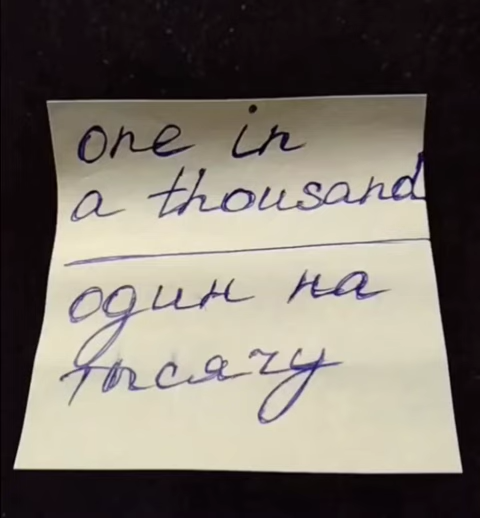 one in
a thousand
один на
тысячу